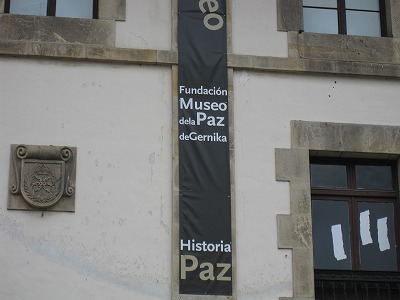 eo
Fundación
Museo
dela Paz
deGernika
Historia
Paz